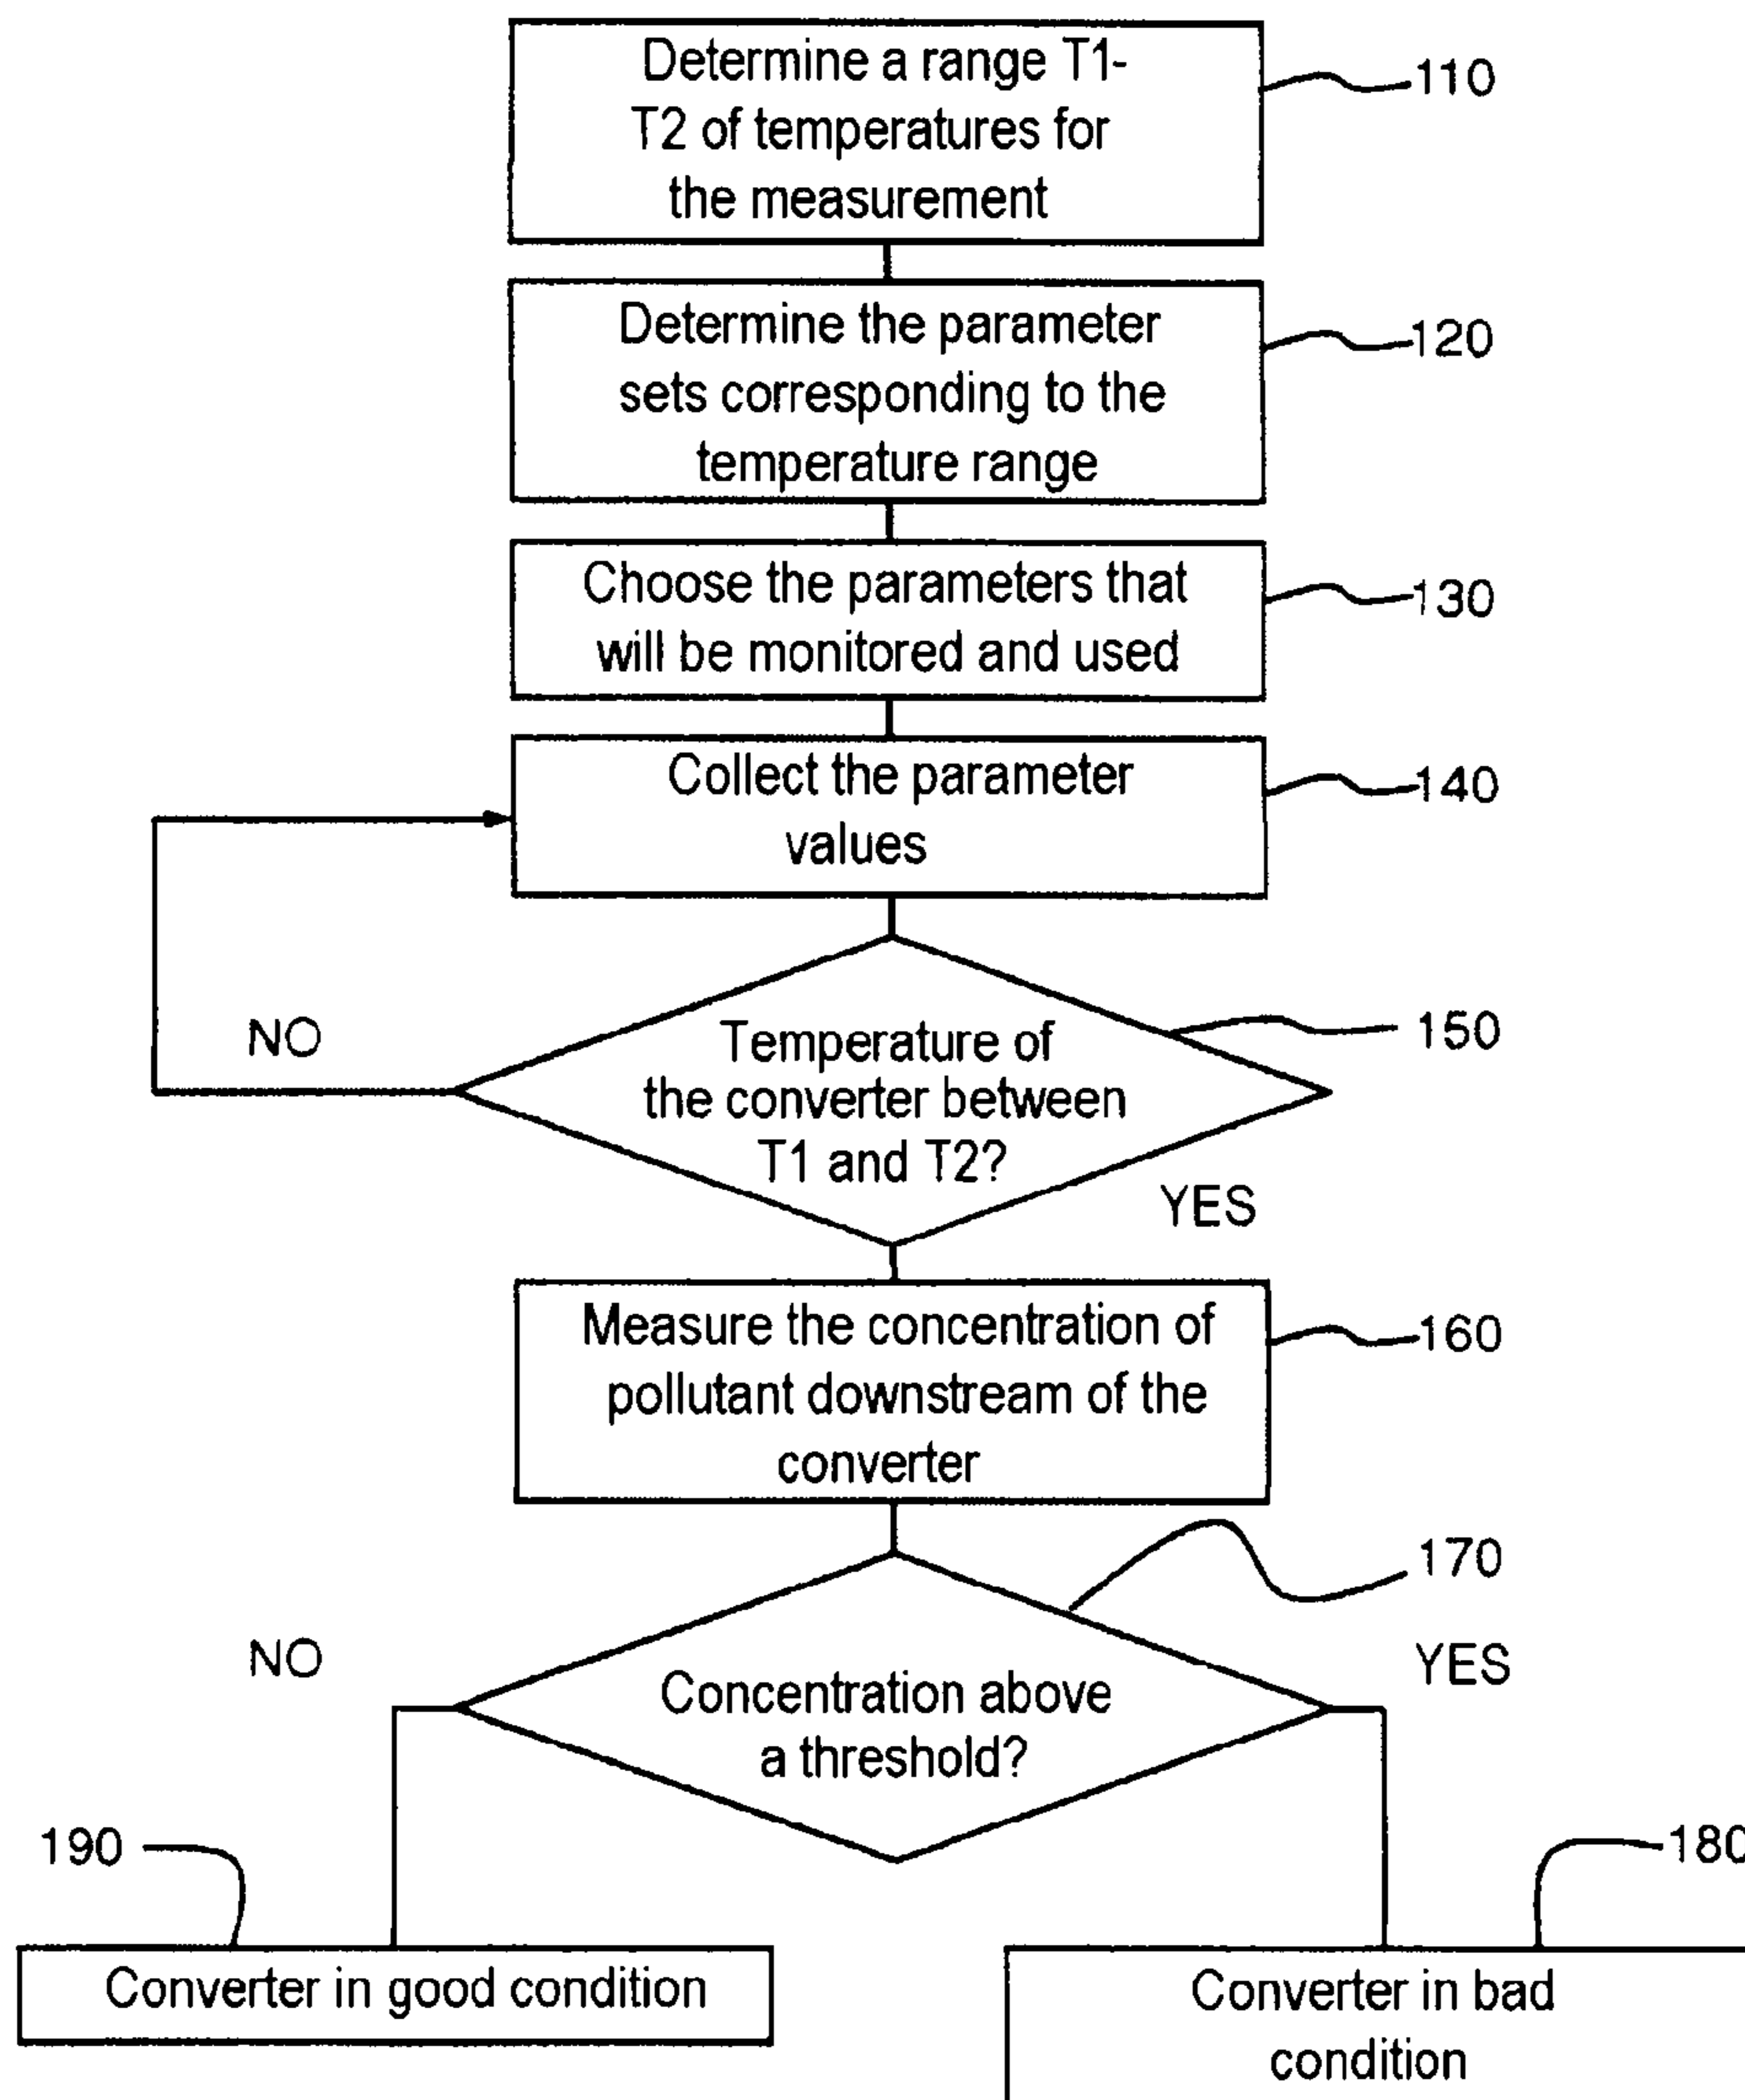 Determine a range T1-
T2 of temperatures for
the measurement
110
Determine the parameter
sets corresponding to the
temperature range
120
Choose the parameters that
will be monitored and used
130
Collect the parameter
values
140
NO
Temperature of
the converter between
T1 and T2?
150
YES
Measure the concentration of
pollutant downstream of the
converter
160
170
NO
YES
Concentration above
a threshold?
190
180
Converter in good condition
Converter in bad
condition